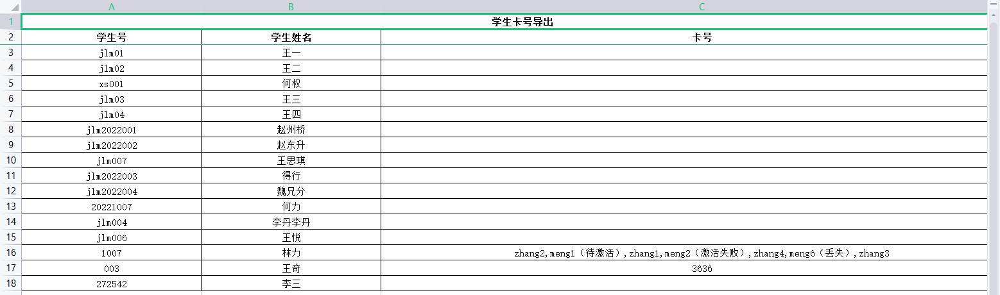 A B C
1 学生卡号导出
2 学生号 学生姓名 卡号
3 jlm01 王一
4 jlm02 王二
5 xs001 何权
6 jlm03 王三
7 jlm04 王四
8 jlm2022001 赵州桥
9 jlm2022002 赵东升
10 jlm007 王思琪
11 jlm2022003 得行
12 jlm2022004 魏兄分
13 20221007 何力
14 jlm004 李丹李丹
15 jlm006 王悦
16 1007 林力 zhang2,meng1（待激活）,zhang1,meng2（激活失败）,zhang4,meng6（丢失）,zhang3
17 003 王奇 3636
18 272542 李三